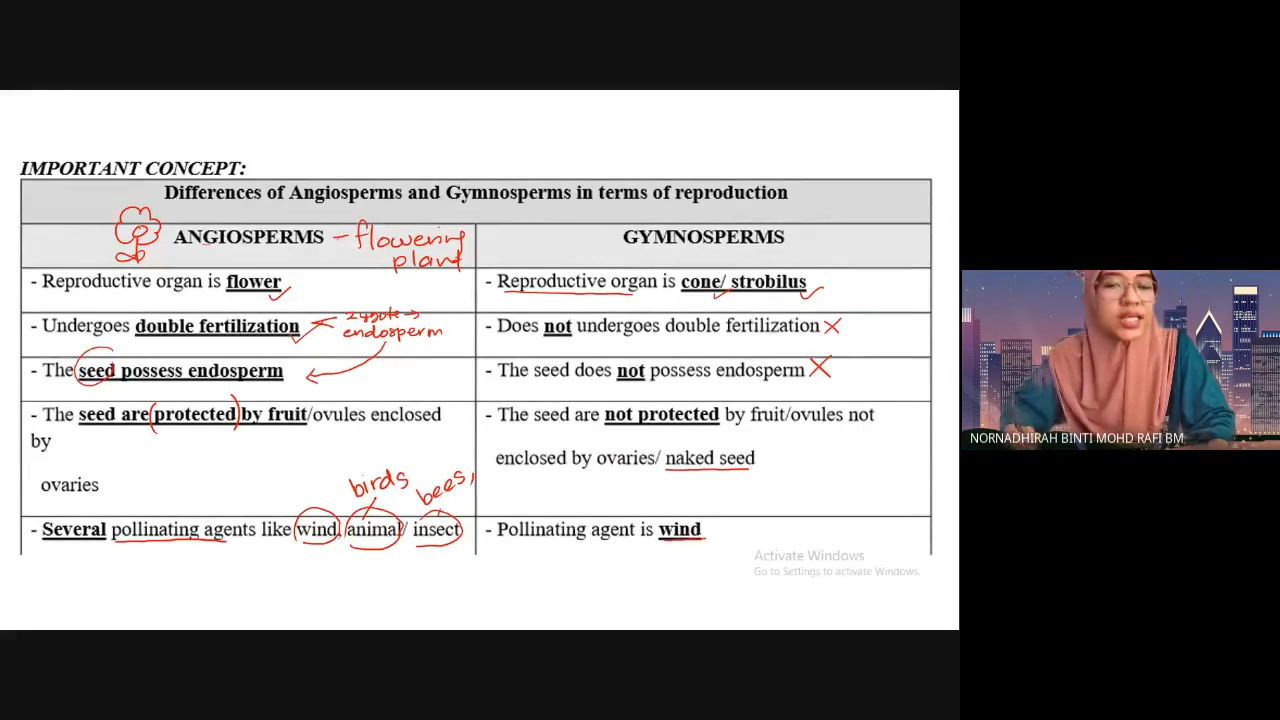 IMPORTANT CONCEPT:
Differences of Angiosperms and Gymnosperms in terms of reproduction
ANGIOSPERMS - flowering
plant
GYMNOSPERMS
- Reproductive organ is flower
- Reproductive organ is cone/ strobilus
- Undergoes double fertilization
zygote
endosperm
- Does not undergoes double fertilization
- The seed possess endosperm
- The seed does not possess endosperm
- The seed are (protected) by fruit/ovules enclosed
by
ovaries
- The seed are not protected by fruit/ovules not
enclosed by ovaries/ naked seed
birds
bees,
- Several pollinating agents like wind, animal/ insect
- Pollinating agent is wind
Activate Windows
Go to Settings to activate Windows.
NORNADHIRAH BINTI MOHD RAFI BM